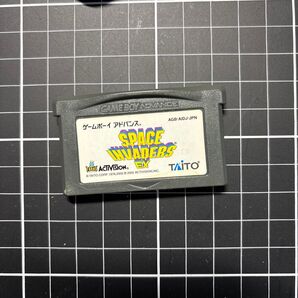 GAME BOY ADVANCE
ゲームボーイ アドバンス®
AGB-AIDJ-JPN
SPACE
INVADERS
EX
ACTIVISION
TAITO